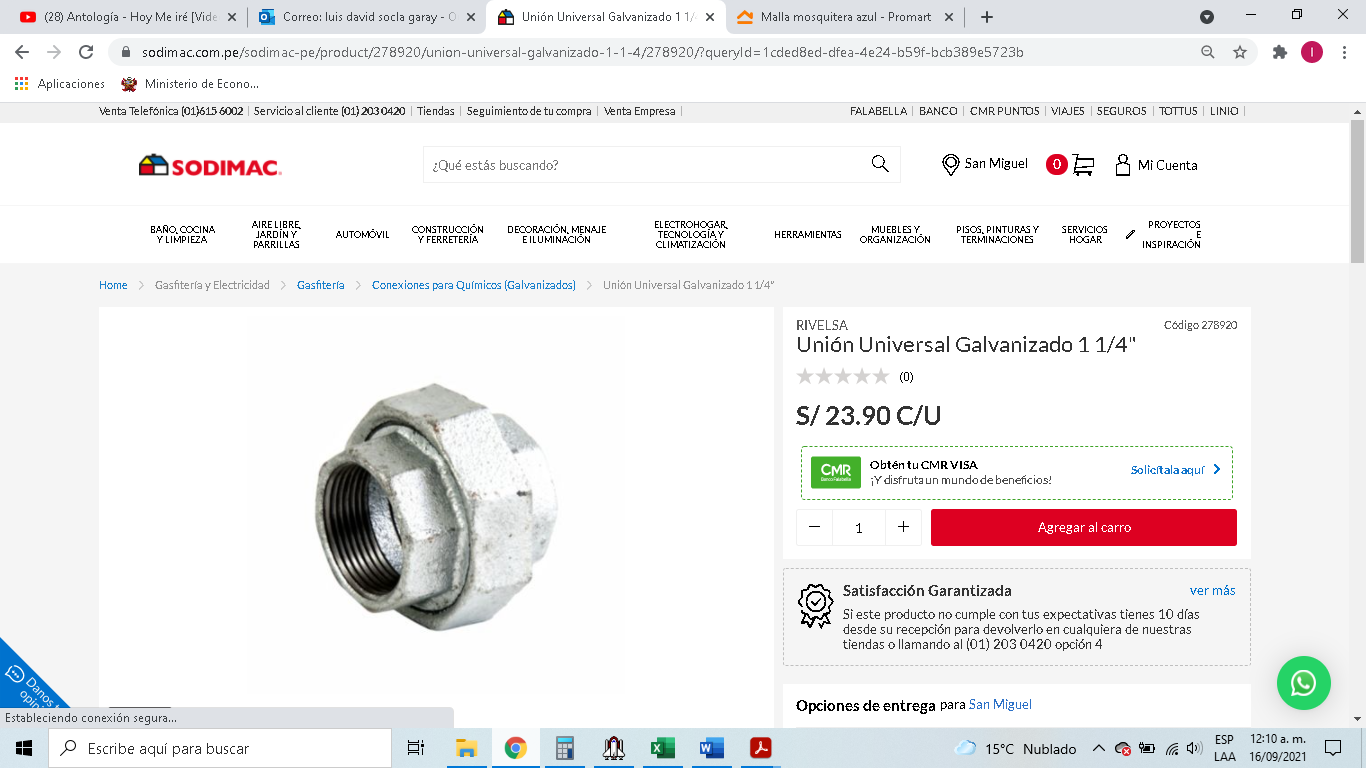 (28) Antología - Hoy Me iré [Vide
Correo: luis david socla garay - O
Unión Universal Galvanizado 1 1/
Malla mosquitera azul - Promart
sodimac.com.pe/sodimac-pe/product/278920/union-universal-galvanizado-1-1-4/278920/?queryId=1cded8ed-dfea-4e24-b59f-bcb389e5723b
I
Aplicaciones
Ministerio de Econo...
Venta Telefónica (01)615 6002 | Servicio al cliente (01) 203 0420 | Tiendas | Seguimiento de tu compra | Venta Empresa |
FALABELLA | BANCO | CMR PUNTOS | VIAJES | SEGUROS | TOTTUS | LINIO |
SODIMAC
¿Qué estás buscando?
San Miguel
0
Mi Cuenta
BAÑO, COCINA
Y LIMPIEZA
AIRE LIBRE,
JARDÍN Y
PARRILLAS
AUTOMÓVIL
CONSTRUCCIÓN
Y FERRETERÍA
DECORACIÓN, MENAJE
E ILUMINACIÓN
ELECTROHOGAR,
TECNOLOGÍA Y
CLIMATIZACIÓN
HERRAMIENTAS
MUEBLES Y
ORGANIZACIÓN
PISOS, PINTURAS Y
TERMINACIONES
SERVICIOS
HOGAR
PROYECTOS
E
INSPIRACIÓN
Home > Gasfitería y Electricidad > Gasfitería > Conexiones para Químicos (Galvanizados) > Unión Universal Galvanizado 1 1/4"
RIVELSA
Código 278920
Unión Universal Galvanizado 1 1/4"
(0)
S/ 23.90 C/U
CMR
Banco Falabella
Obtén tu CMR VISA
¡Y disfruta un mundo de beneficios!
Solicítala aquí
1
Agregar al carro
Satisfacción Garantizada
ver más
Si este producto no cumple con tus expectativas tienes 10 días
desde su recepción para devolverlo en cualquiera de nuestras
tiendas o llamando al (01) 203 0420 opción 4
Opciones de entrega para San Miguel
Danos
opin
Estableciendo conexión segura...
Escribe aquí para buscar
15°C Nublado
ESP
LAA
12:10 a. m.
16/09/2021